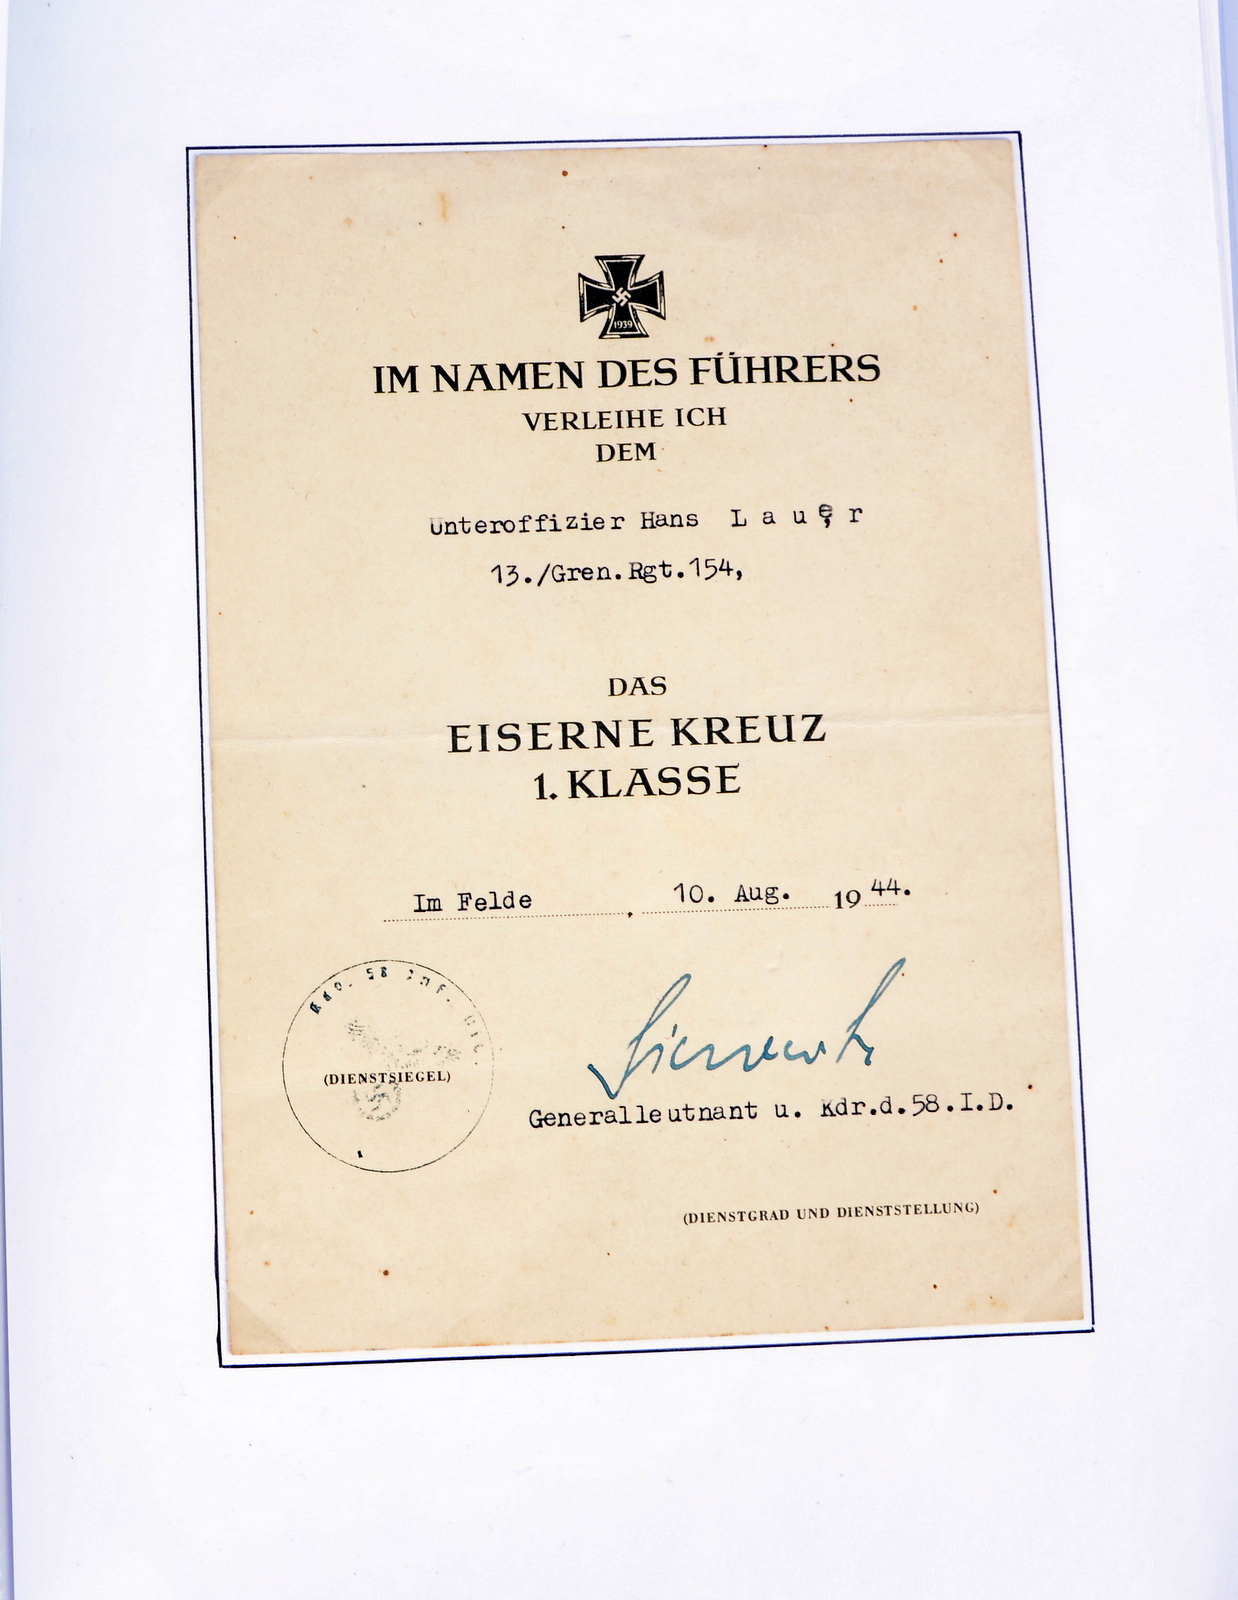 1939
IM NAMEN DES FÜHRERS
VERLEIHE ICH
DEM
Unteroffizier Hans Lauer
13./Gren.Rgt.154,
DAS
EISERNE KREUZ
1. KLASSE
Im Felde, 10. Aug. 1944.
58
(DIENSTSIEGEL)
Generalleutnant u. Kdr.d.58.I.D.
(DIENSTGRAD UND DIENSTSTELLUNG)